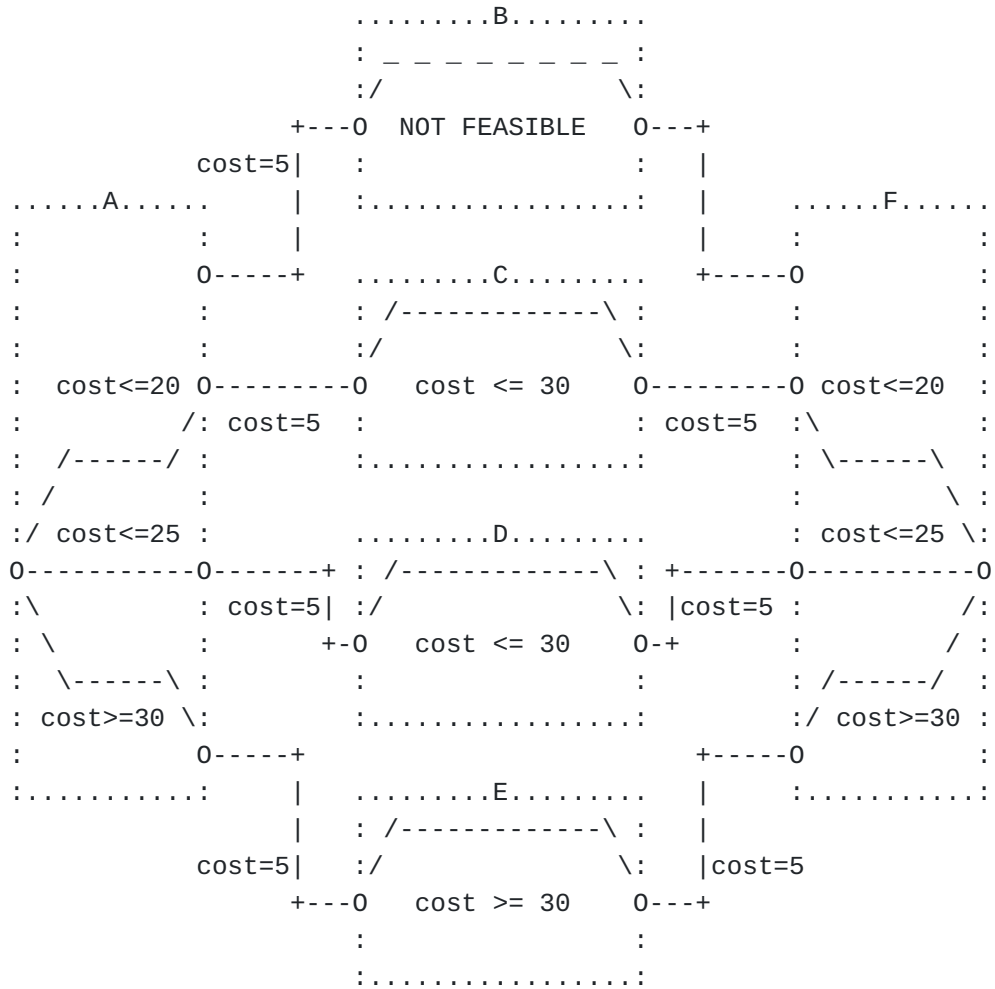 .........B.........
                      : _ _ _ _ _ _ _ _ :
                      :/               \:
                  +---O  NOT FEASIBLE   O---+
            cost=5|   :                 :   |
......A......     |   :.................:   |     ......F......
:           :     |                         |     :           :
:           O-----+   .........C.........   +-----O           :
:           :         : /-------------\ :         :           :
:           :         :/               \:         :           :
:  cost<=20 O---------O   cost <= 30    O---------O cost<=20  :
:          /: cost=5  :                 : cost=5  :\          :
:  /------/ :         :.................:         : \------\  :
: /         :                                     :         \ :
:/ cost<=25 :         .........D.........         : cost<=25 \:
O-----------O-------+ : /-------------\ : +-------O-----------O
:\          : cost=5| :/               \: |cost=5 :          /:
: \         :       +-O   cost <= 30    O-+       :         / :
:  \------\ :         :                 :         : /------/  :
: cost>=30 \:         :.................:         :/ cost>=30 :
:           O-----+                         +-----O           :
:...........:     |   .........E.........   |     :...........:
                  |   : /-------------\ :   |
            cost=5|   :/               \:   |cost=5
                  +---O   cost >= 30    O---+
                      :                 :
                      :.................: